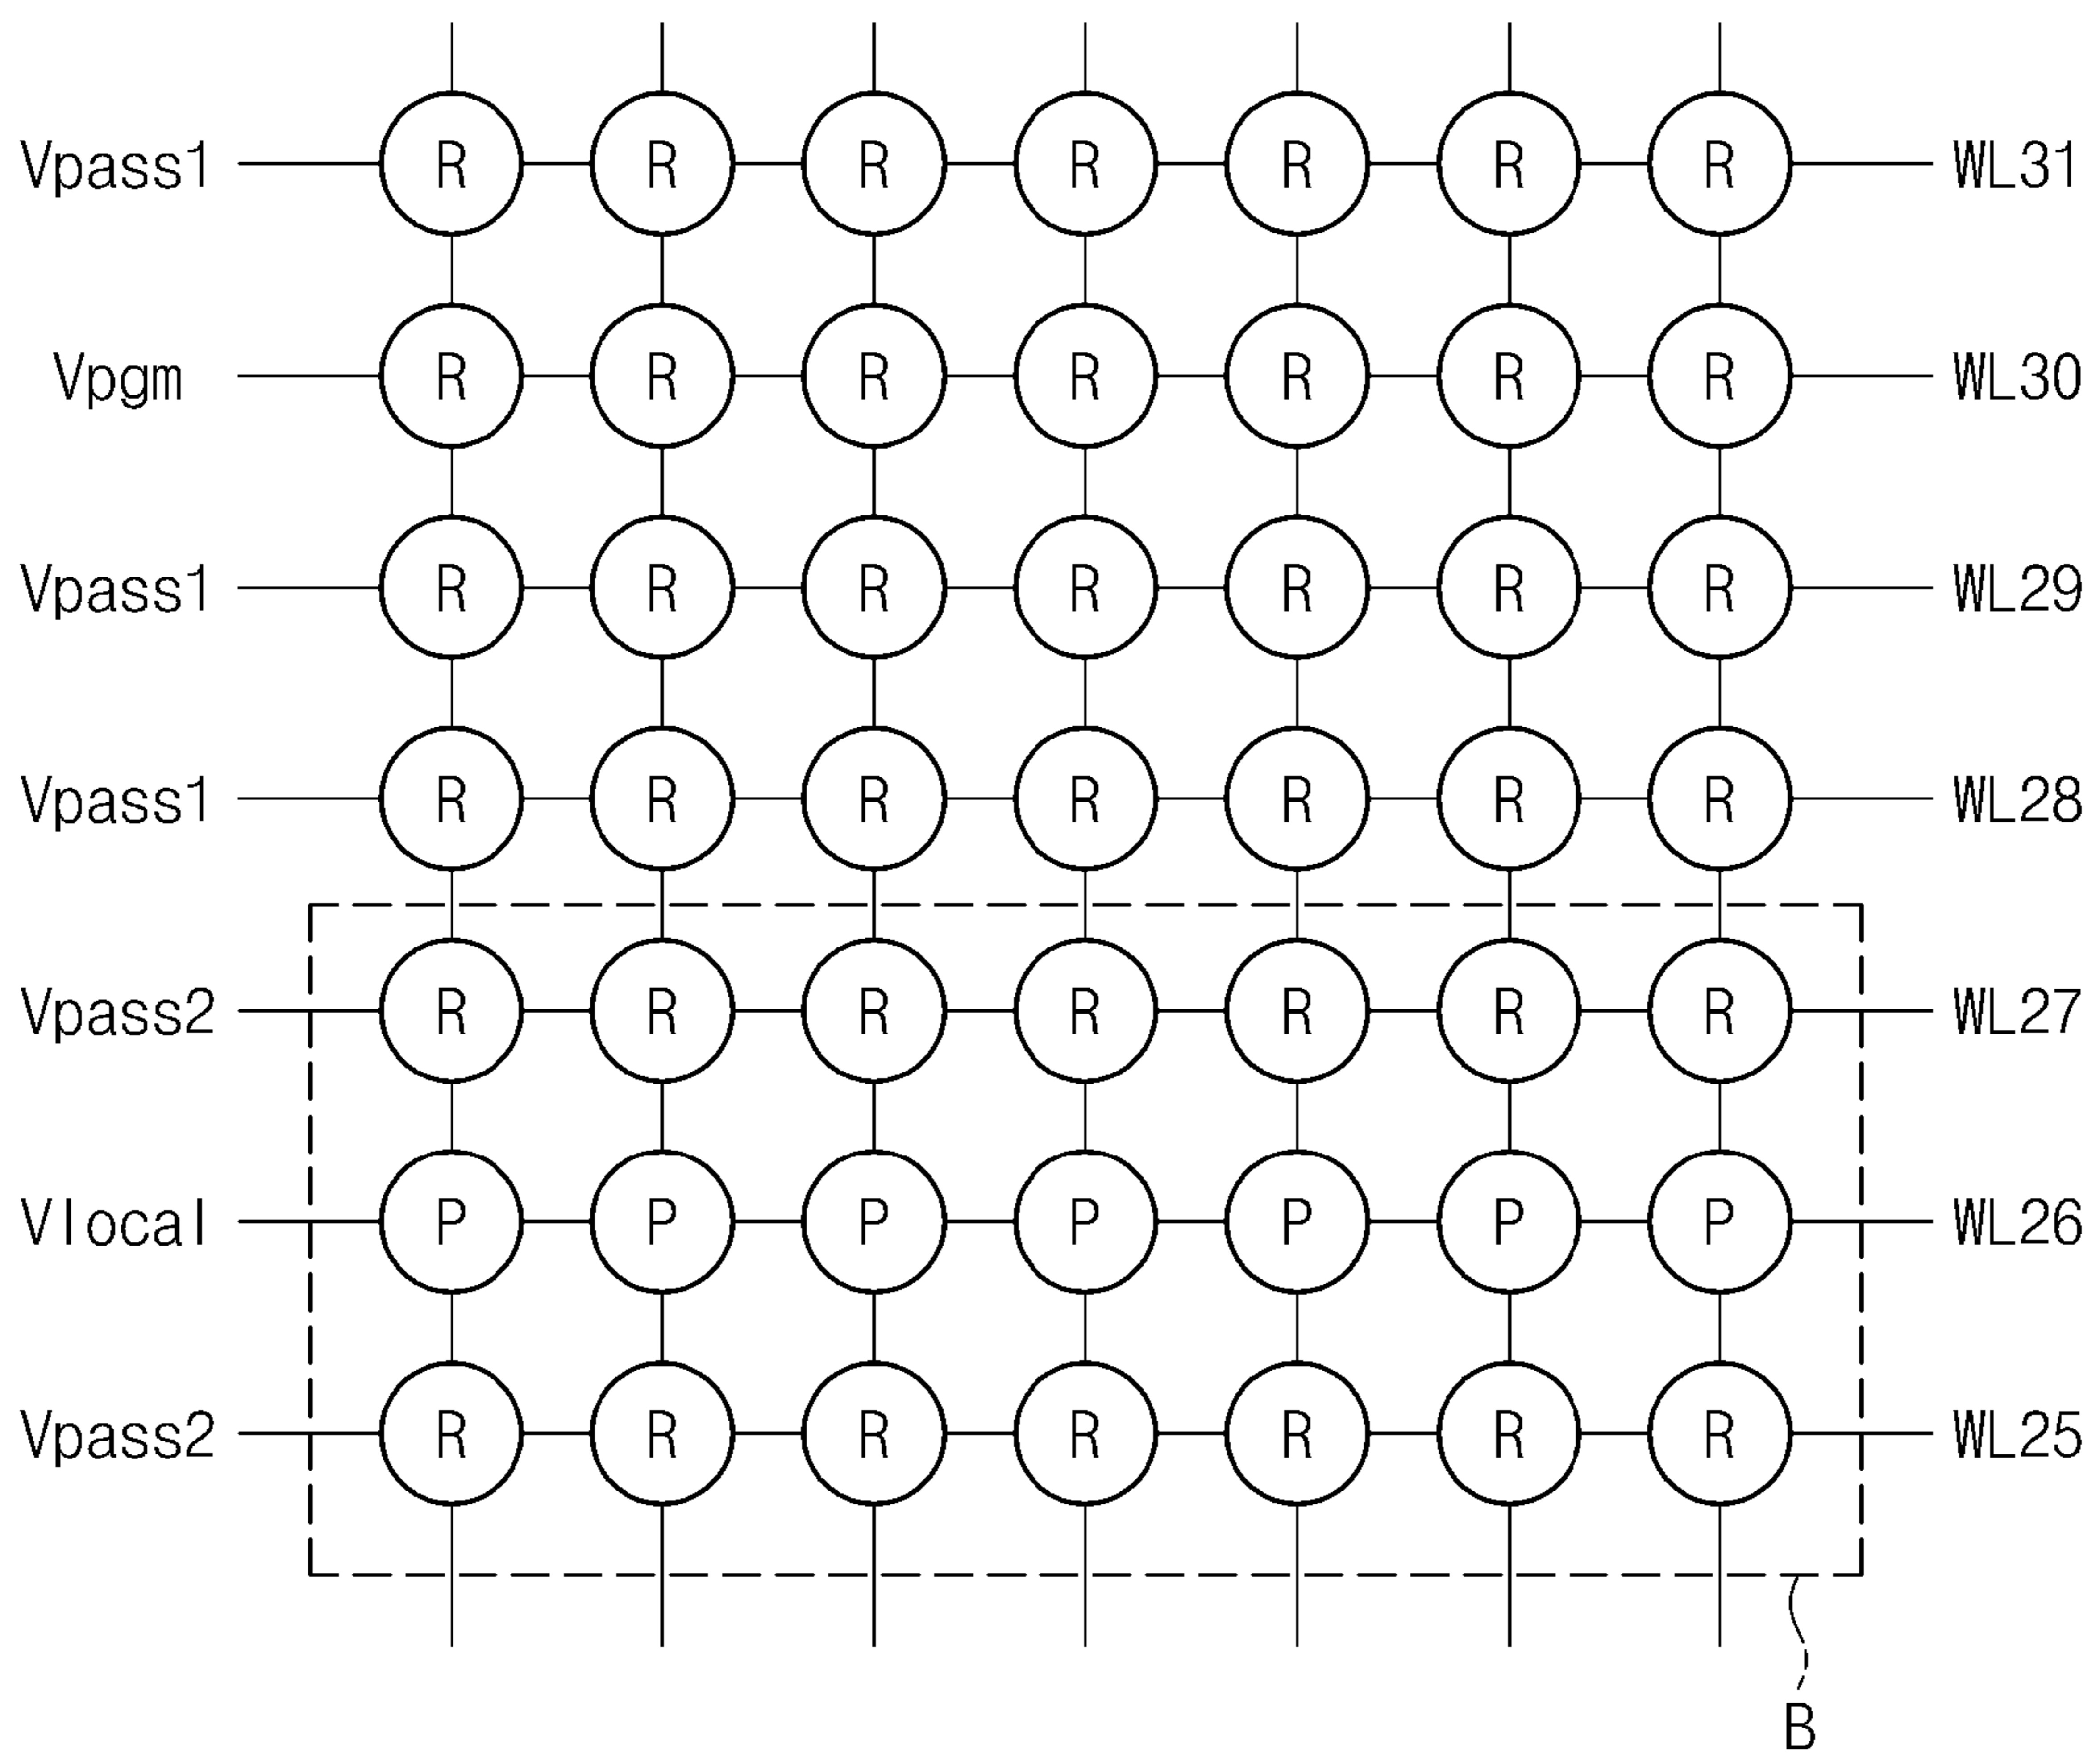 Vpass1 R R R R R R R WL31
Vpgm R R R R R R R WL30
Vpass1 R R R R R R R WL29
Vpass1 R R R R R R R WL28
Vpass2 R R R R R R R WL27
Vlocal P P P P P P P WL26
Vpass2 R R R R R R R WL25
B